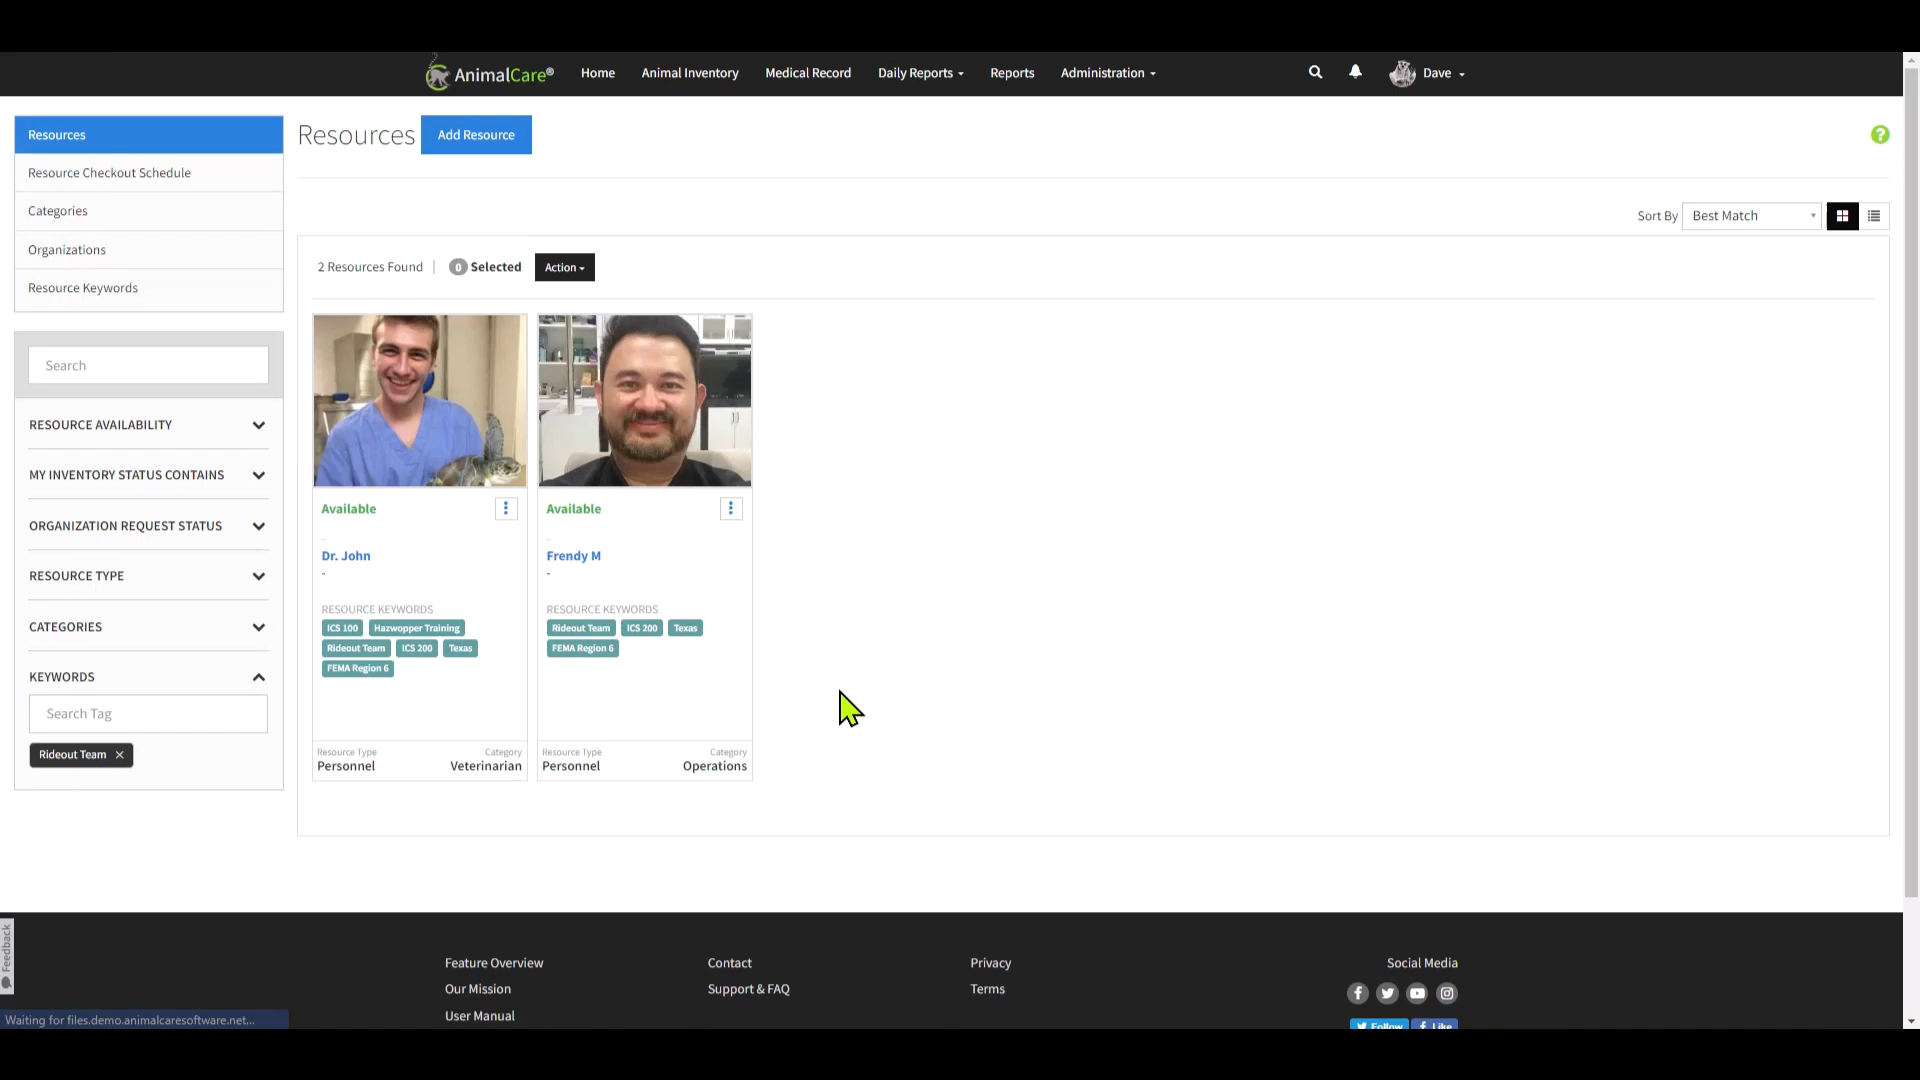 AnimalCare® Home Animal Inventory Medical Record Daily Reports Reports Administration Dave
Resources
Resource Checkout Schedule
Categories
Organizations
Resource Keywords
Search
RESOURCE AVAILABILITY
MY INVENTORY STATUS CONTAINS
ORGANIZATION REQUEST STATUS
RESOURCE TYPE
CATEGORIES
KEYWORDS
Search Tag
Rideout Team ×
Resources Add Resource
?
Sort By Best Match
2 Resources Found | 0 Selected Action
Available
-
Dr. John
-
RESOURCE KEYWORDS
ICS 100 Hazwopper Training
Rideout Team ICS 200 Texas
FEMA Region 6
Resource Type Category
Personnel Veterinarian
Available
-
Frendy M
-
RESOURCE KEYWORDS
Rideout Team ICS 200 Texas
FEMA Region 6
Resource Type Category
Personnel Operations
Feedback
Feature Overview Contact Privacy Social Media
Our Mission Support & FAQ Terms
User Manual
Follow Like
Waiting for files.demo.animalcaresoftware.net...